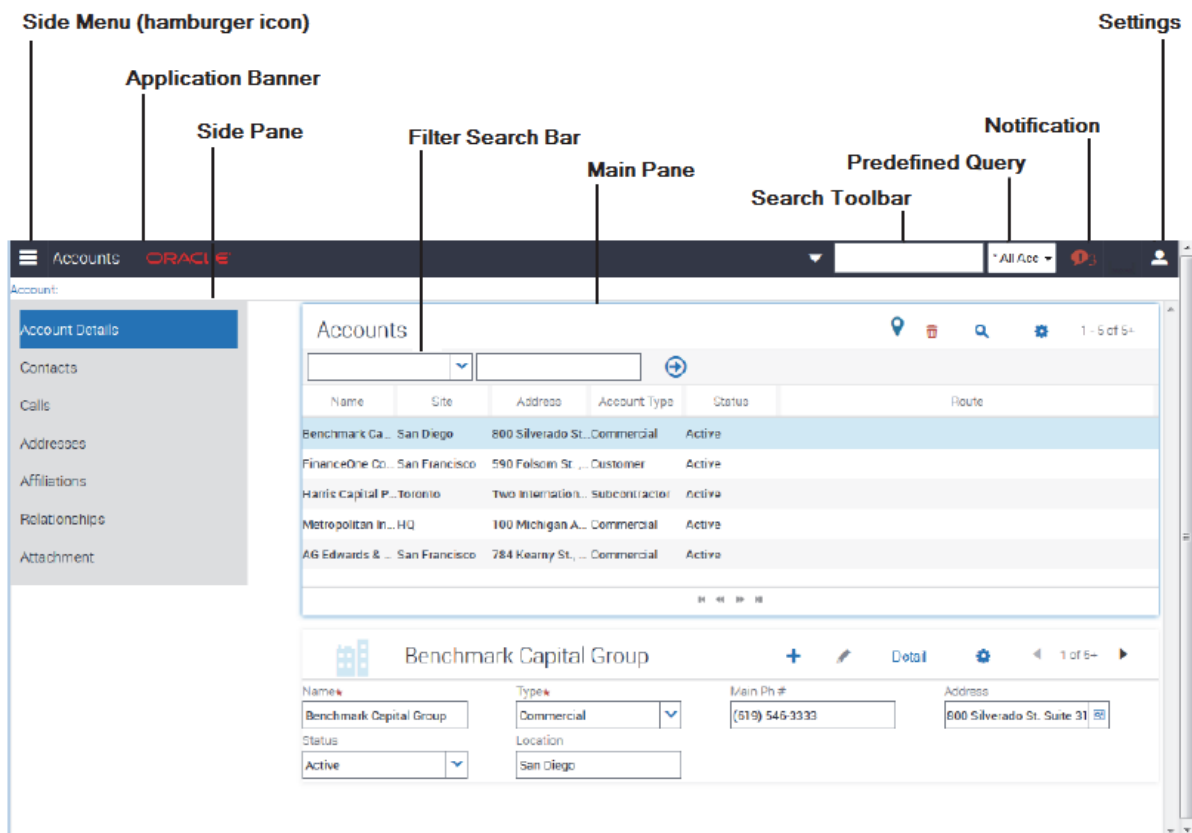 Side Menu (hamburger icon)
Settings
Application Banner
Side Pane
Filter Search Bar
Notification
Main Pane
Predefined Query
Search Toolbar
Accounts ORACLE
* All Acc
Account:
Account Details
Contacts
Calls
Addresses
Affiliations
Relationships
Attachment
Accounts
1 - 5 of 5+
Name Site Address Account Type Status Route
Benchmark Ca... San Diego 800 Silverado St... Commercial Active
FinanceOne Co... San Francisco 590 Folsom St. ,... Customer Active
Harris Capital P... Toronto Two Internation... Subcontractor Active
Metropolitan In... HQ 100 Michigan A... Commercial Active
AG Edwards & ... San Francisco 784 Kearny St., ... Commercial Active
Benchmark Capital Group
Detail
1 of 5+
Name* Type* Main Ph # Address
Benchmark Capital Group Commercial (619) 546-3333 800 Silverado St. Suite 31
Status Location
Active San Diego